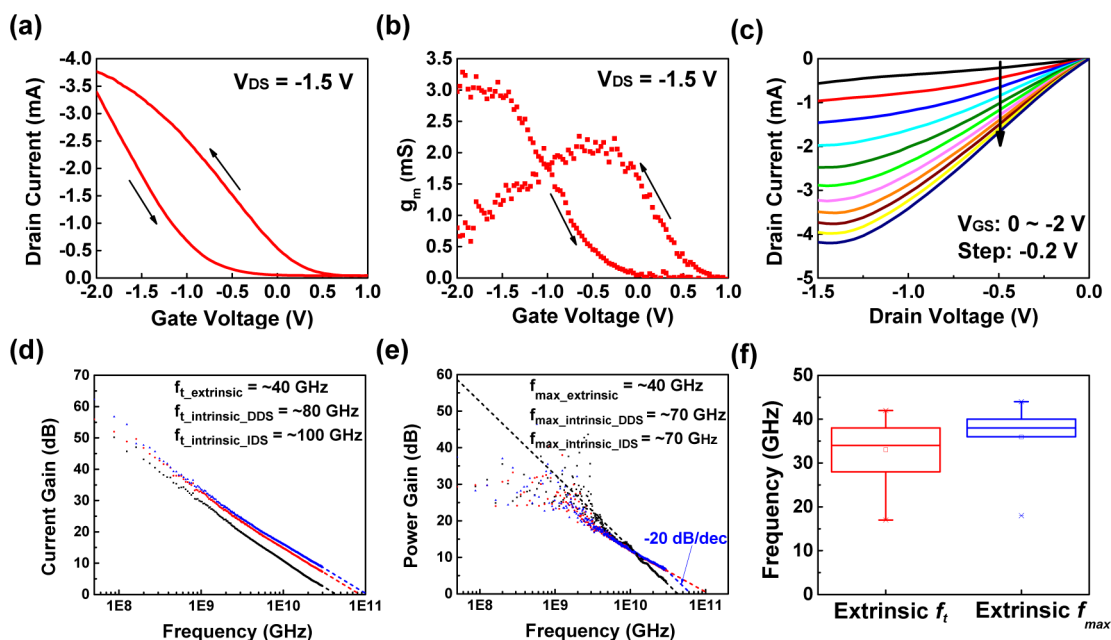 (a)
-4.0
-3.5
-3.0
-2.5
-2.0
-1.5
-1.0
-0.5
0.0
Drain Current (mA)
VDS = -1.5 V
-2.0 -1.5 -1.0 -0.5 0.0 0.5 1.0
Gate Voltage (V)
(b)
3.5
3.0
2.5
2.0
1.5
1.0
0.5
0.0
gm (mS)
VDS = -1.5 V
-2.0 -1.5 -1.0 -0.5 0.0 0.5 1.0
Gate Voltage (V)
(c)
0
-1
-2
-3
-4
-5
Drain Current (mA)
VGS: 0 ~ -2 V
Step: -0.2 V
-1.5 -1.0 -0.5 0.0
Drain Voltage (V)
(d)
70
60
50
40
30
20
10
0
Current Gain (dB)
ft_extrinsic = ~40 GHz
ft_intrinsic_DDS = ~80 GHz
ft_intrinsic_IDS = ~100 GHz
1E8 1E9 1E10 1E11
Frequency (GHz)
(e)
60
50
40
30
20
10
0
Power Gain (dB)
fmax_extrinsic = ~40 GHz
fmax_intrinsic_DDS = ~70 GHz
fmax_intrinsic_IDS = ~70 GHz
-20 dB/dec
1E8 1E9 1E10 1E11
Frequency (GHz)
(f)
50
40
30
20
10
0
Frequency (GHz)
Extrinsic ft Extrinsic fmax